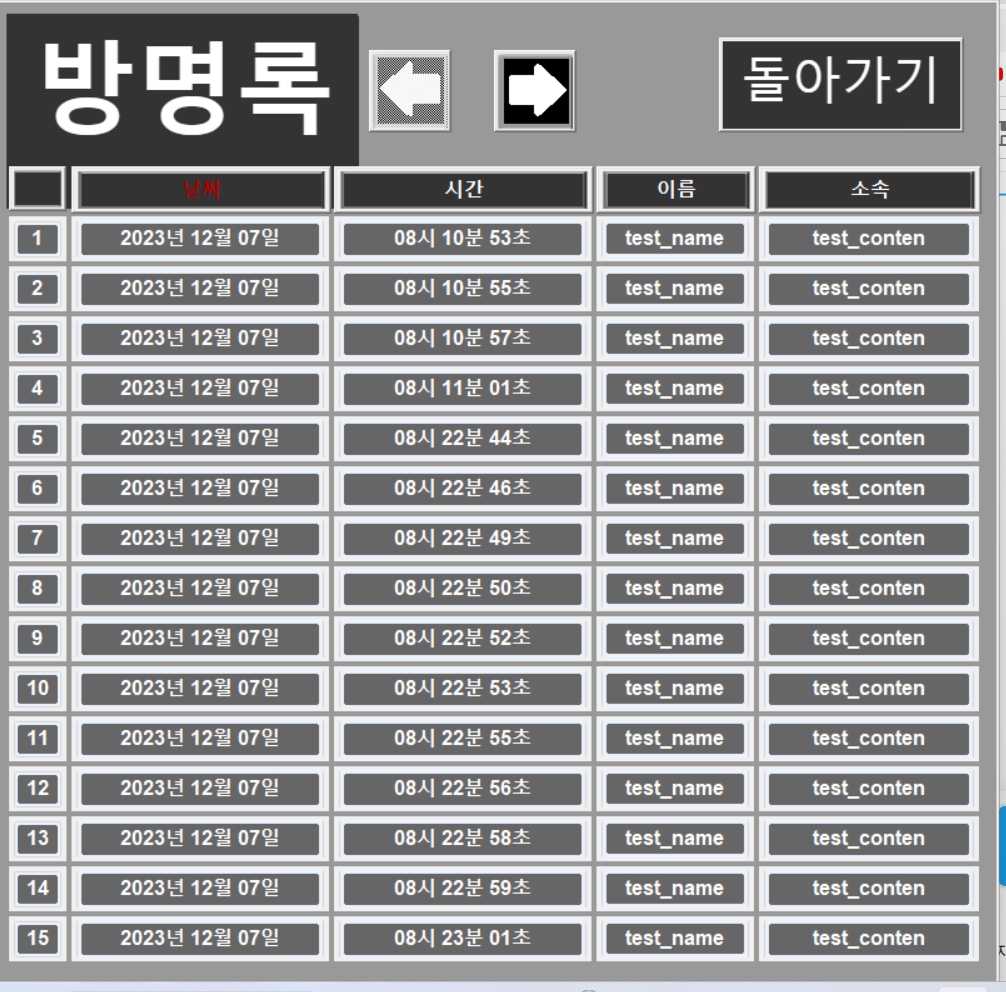 방명록
돌아가기
날짜 시간 이름 소속
1 2023년 12월 07일 08시 10분 53초 test_name test_conten
2 2023년 12월 07일 08시 10분 55초 test_name test_conten
3 2023년 12월 07일 08시 10분 57초 test_name test_conten
4 2023년 12월 07일 08시 11분 01초 test_name test_conten
5 2023년 12월 07일 08시 22분 44초 test_name test_conten
6 2023년 12월 07일 08시 22분 46초 test_name test_conten
7 2023년 12월 07일 08시 22분 49초 test_name test_conten
8 2023년 12월 07일 08시 22분 50초 test_name test_conten
9 2023년 12월 07일 08시 22분 52초 test_name test_conten
10 2023년 12월 07일 08시 22분 53초 test_name test_conten
11 2023년 12월 07일 08시 22분 55초 test_name test_conten
12 2023년 12월 07일 08시 22분 56초 test_name test_conten
13 2023년 12월 07일 08시 22분 58초 test_name test_conten
14 2023년 12월 07일 08시 22분 59초 test_name test_conten
15 2023년 12월 07일 08시 23분 01초 test_name test_conten